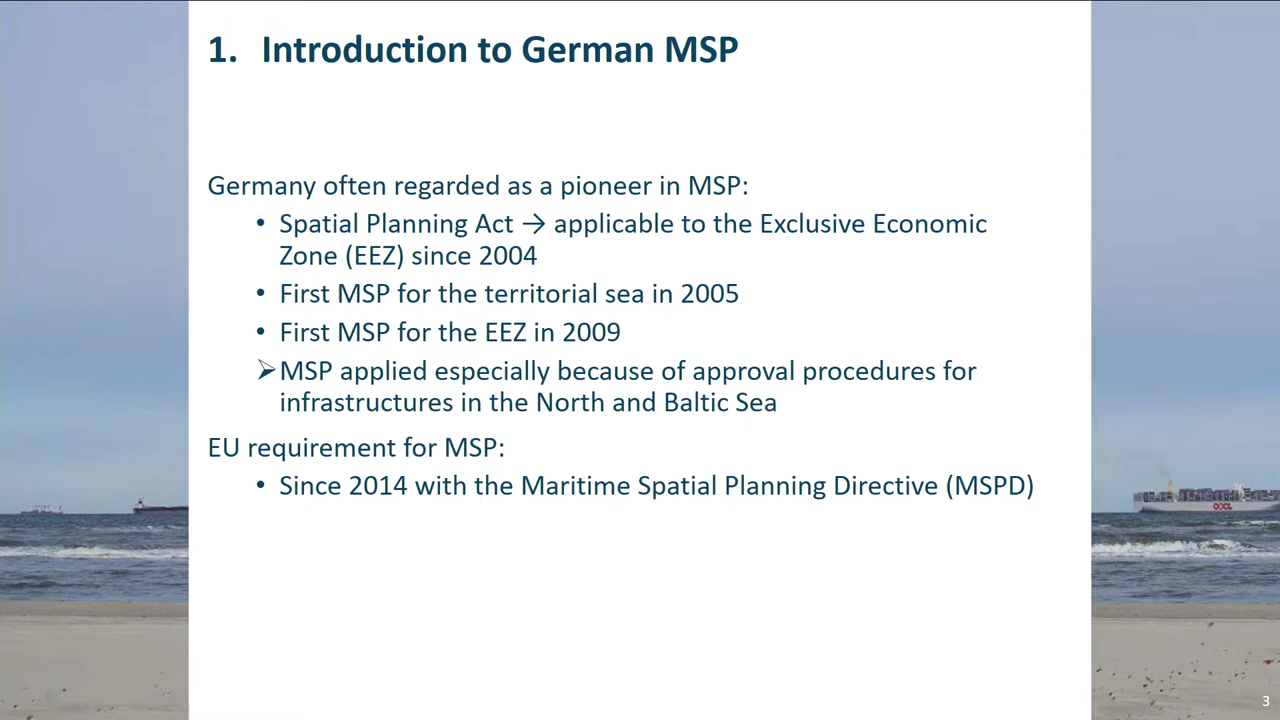 1. Introduction to German MSP
Germany often regarded as a pioneer in MSP:
• Spatial Planning Act → applicable to the Exclusive Economic
Zone (EEZ) since 2004
• First MSP for the territorial sea in 2005
• First MSP for the EEZ in 2009
➢ MSP applied especially because of approval procedures for
infrastructures in the North and Baltic Sea
EU requirement for MSP:
• Since 2014 with the Maritime Spatial Planning Directive (MSPD)
OOCL
3